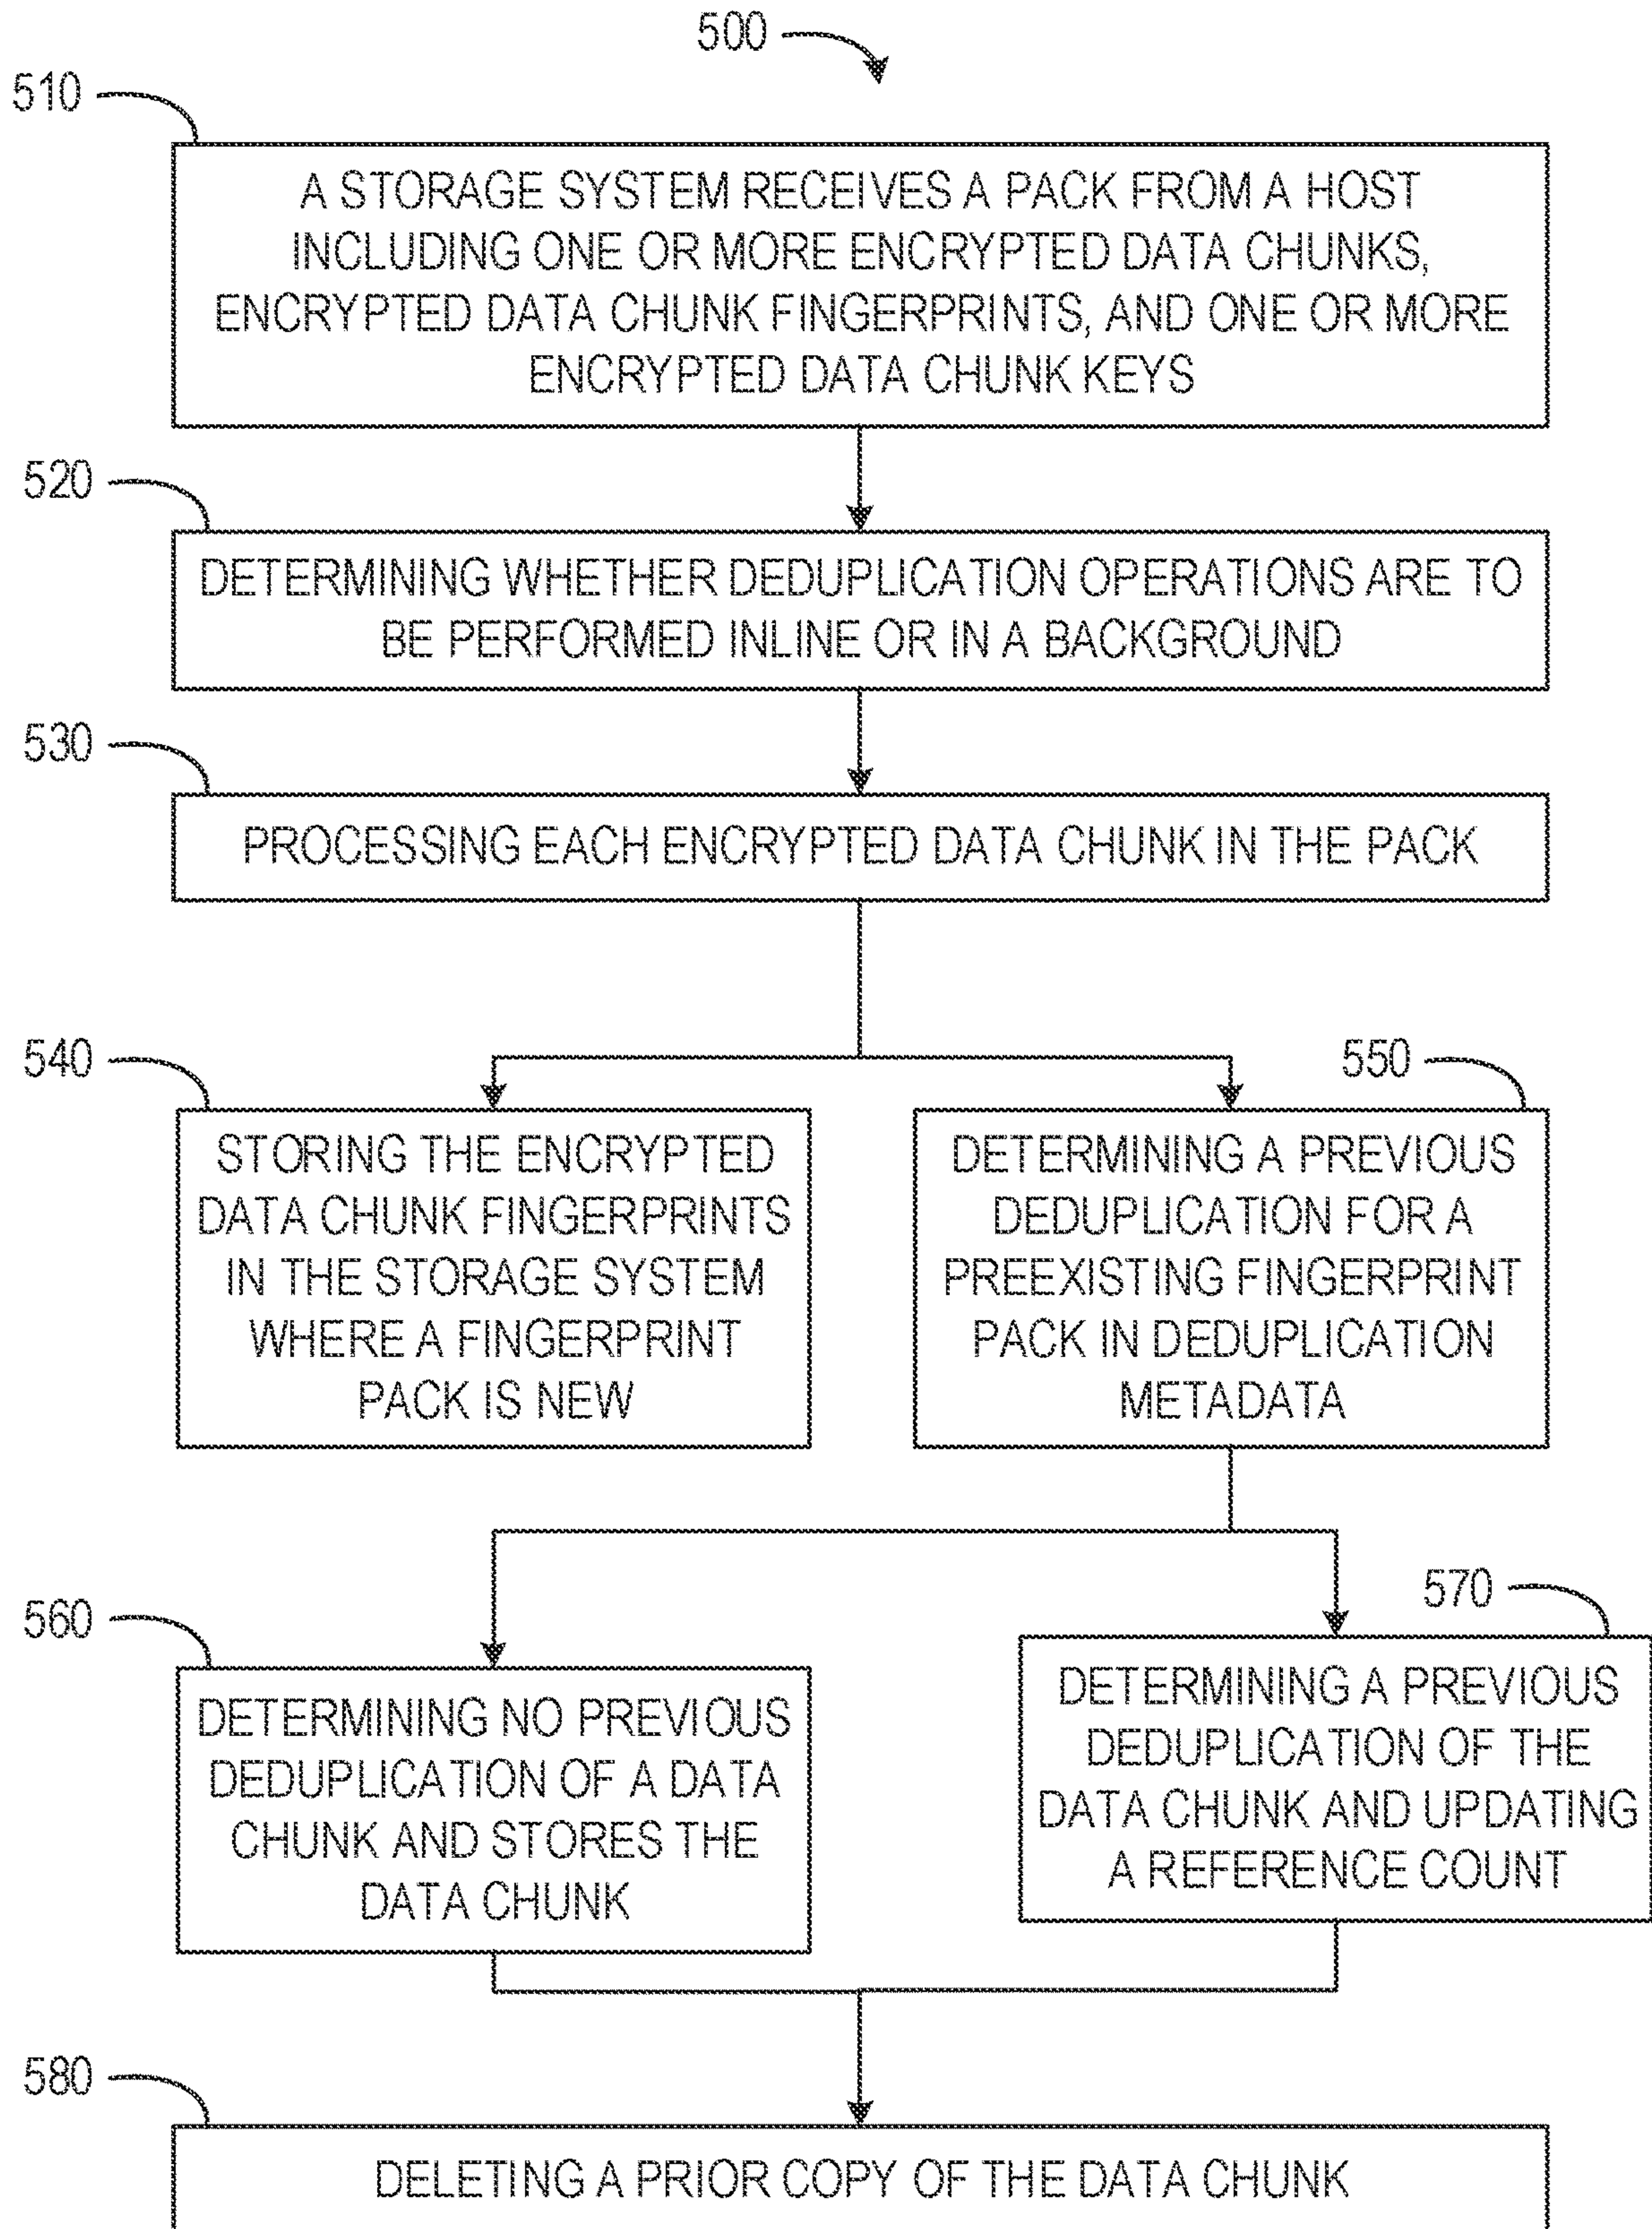 500
510
A STORAGE SYSTEM RECEIVES A PACK FROM A HOST
INCLUDING ONE OR MORE ENCRYPTED DATA CHUNKS,
ENCRYPTED DATA CHUNK FINGERPRINTS, AND ONE OR MORE
ENCRYPTED DATA CHUNK KEYS
520
DETERMINING WHETHER DEDUPLICATION OPERATIONS ARE TO
BE PERFORMED INLINE OR IN A BACKGROUND
530
PROCESSING EACH ENCRYPTED DATA CHUNK IN THE PACK
540
STORING THE ENCRYPTED
DATA CHUNK FINGERPRINTS
IN THE STORAGE SYSTEM
WHERE A FINGERPRINT
PACK IS NEW
550
DETERMINING A PREVIOUS
DEDUPLICATION FOR A
PREEXISTING FINGERPRINT
PACK IN DEDUPLICATION
METADATA
560
DETERMINING NO PREVIOUS
DEDUPLICATION OF A DATA
CHUNK AND STORES THE
DATA CHUNK
570
DETERMINING A PREVIOUS
DEDUPLICATION OF THE
DATA CHUNK AND UPDATING
A REFERENCE COUNT
580
DELETING A PRIOR COPY OF THE DATA CHUNK